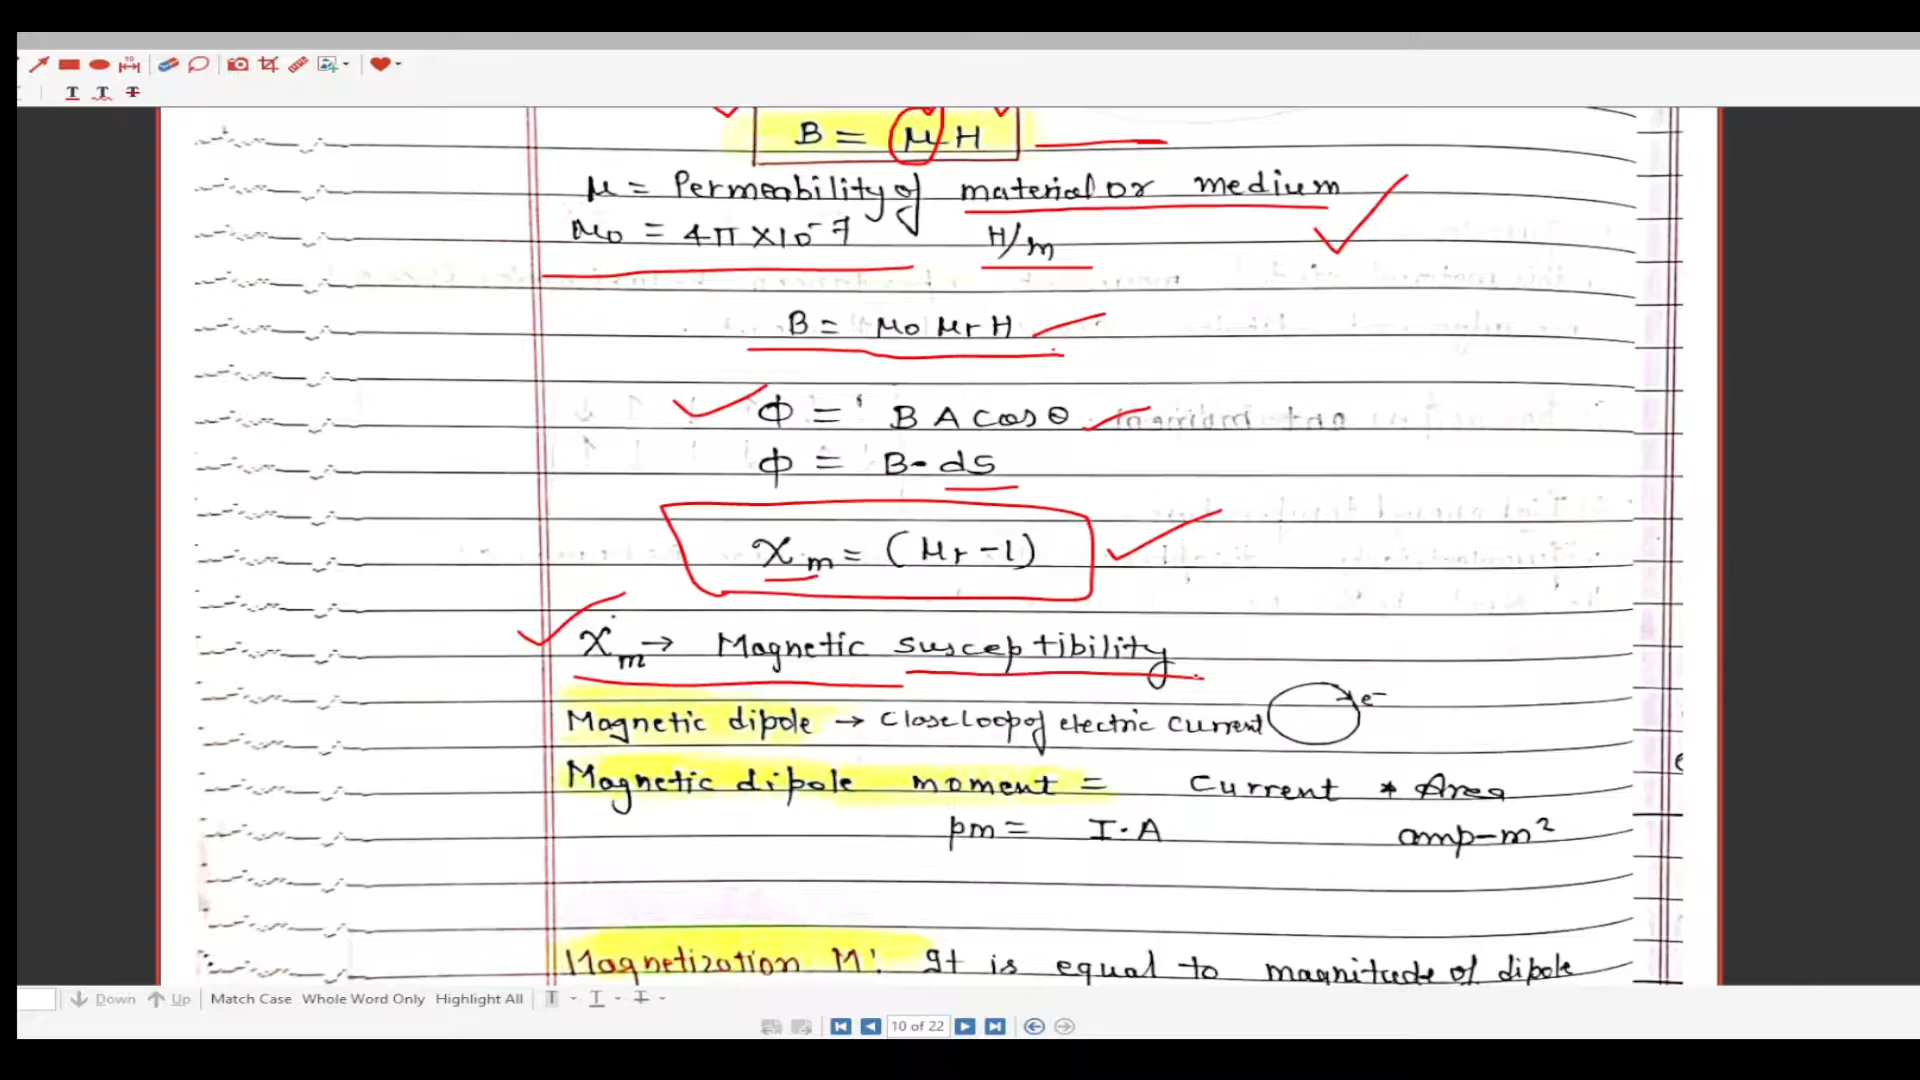 B = μ H
μ = Permeability of material or medium
μ0 = 4π X10^-7 H/m
B = μ0 μr H
Φ = B A cos θ
Φ = B. ds
χm = (μr -1)
χm → Magnetic susceptibility
Magnetic dipole → Close loop of electric current e-
Magnetic dipole moment = Current * Area
pm = I.A amp-m²
Magnetization M: It is equal to magnitude of dipole
Down Up Match Case Whole Word Only Highlight All
10 of 22